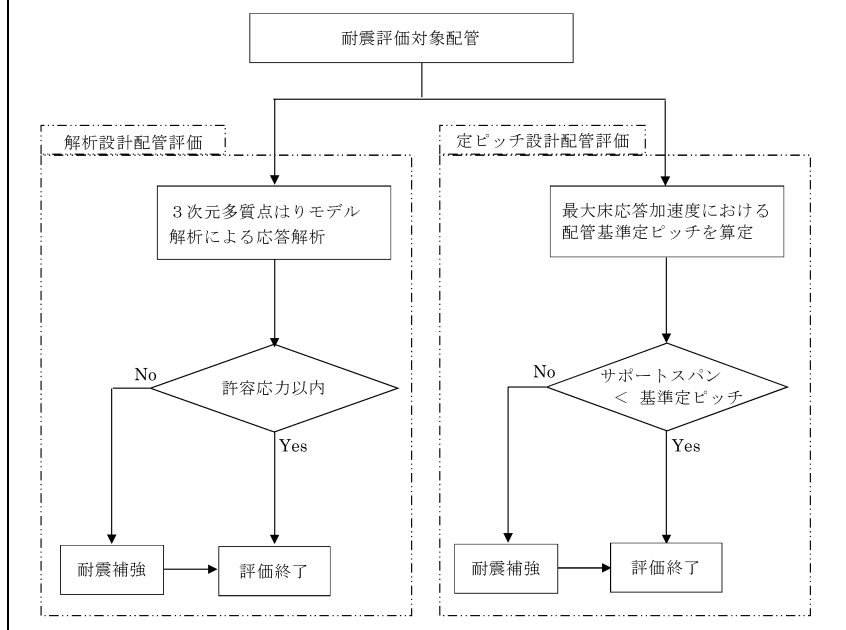 耐震評価対象配管
解析設計配管評価
３次元多質点はりモデル
解析による応答解析
許容応力以内
No
Yes
耐震補強
評価終了
定ピッチ設計配管評価
最大床応答加速度における
配管基準定ピッチを算定
サポートスパン
＜ 基準定ピッチ
No
Yes
耐震補強
評価終了